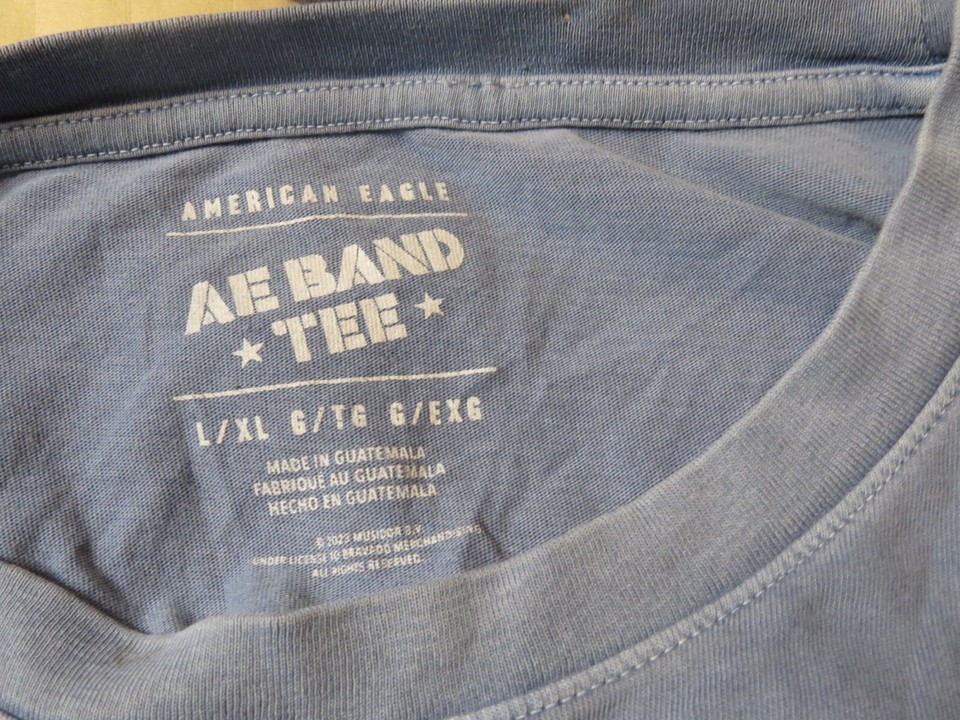 AMERICAN EAGLE
AE BAND
TEE
L/XL G/TG G/EXG
MADE IN GUATEMALA
FABRIQUÉ AU GUATEMALA
HECHO EN GUATEMALA
© 2023 MUSIDOR B.V.
UNDER LICENSE TO BRAVADO MERCHANDISING
ALL RIGHTS RESERVED.